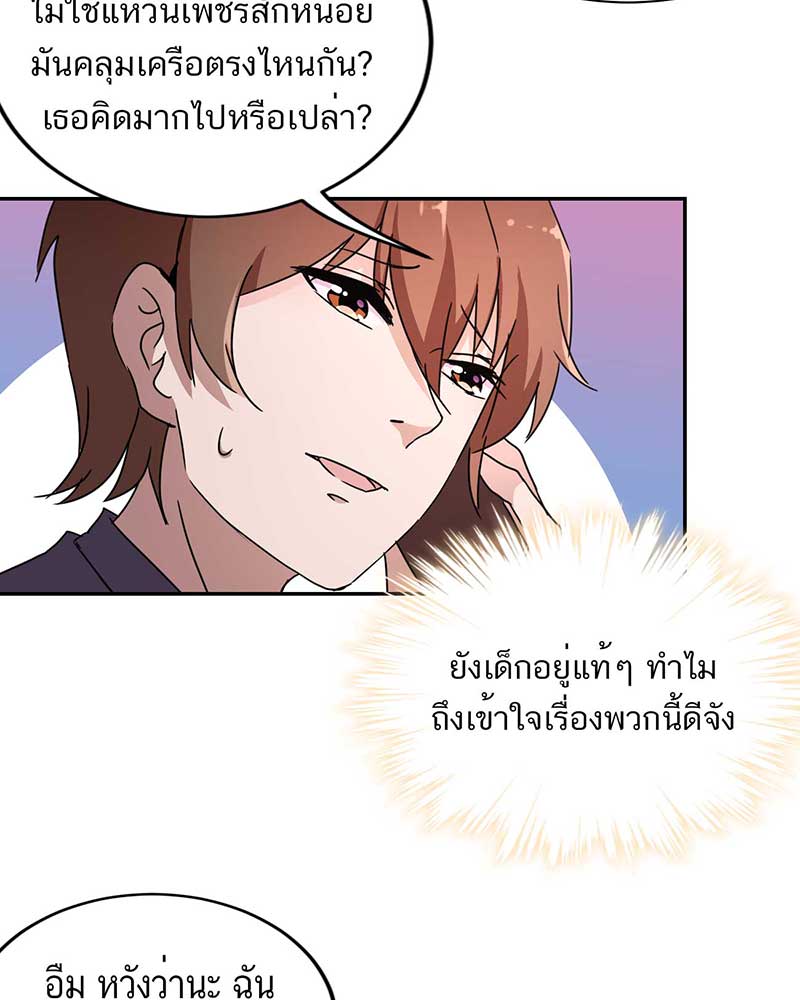 ไม่ใช่แหวนเพชรสักหน่อย
มันคลุมเครือตรงไหนกัน?
เธอคิดมากไปหรือเปล่า?
ยังเด็กอยู่แท้ๆ ทำไม
ถึงเข้าใจเรื่องพวกนี้ดีจัง
อืม หวังว่านะ ฉัน